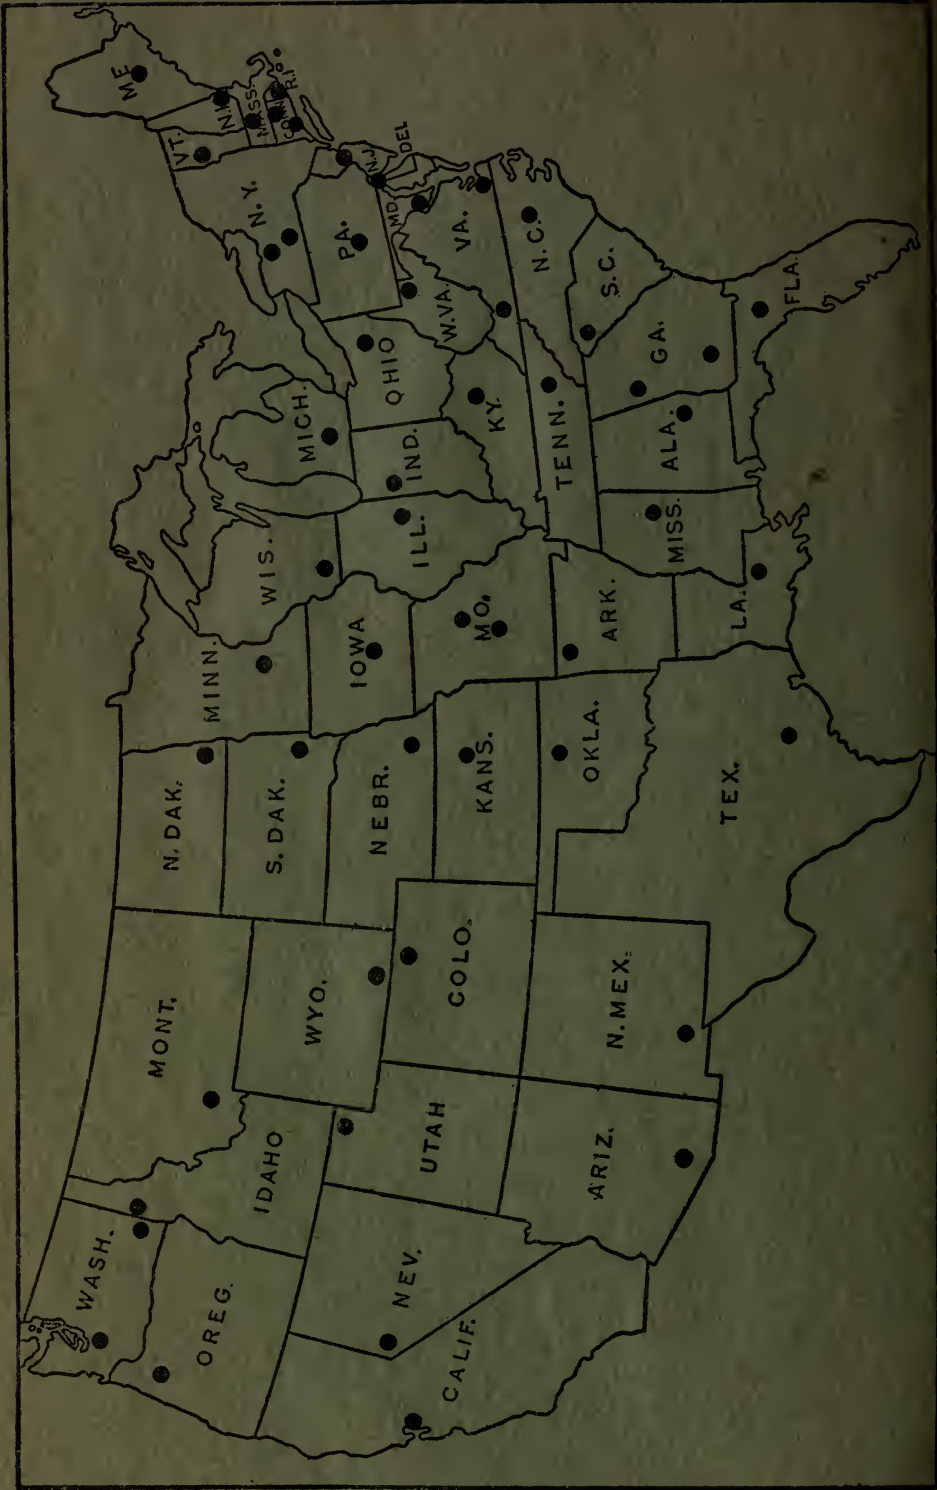 WASH.
OREG.
CALIF.
NEV.
IDAHO
MONT.
WYO.
UTAH
ARIZ.
COLO.
N.MEX.
N.DAK.
S.DAK.
NEBR.
KANS.
OKLA.
TEX.
MINN.
IOWA
MO.
ARK.
LA.
WIS.
ILL.
MICH.
IND.
OHIO
KY.
TENN.
MISS.
ALA.
GA.
FLA.
S.C.
N.C.
VA.
W.VA.
MD.
DEL
N.J.
PA.
N.Y.
VT.
N.H.
MASS.
CONN.
R.I.
ME